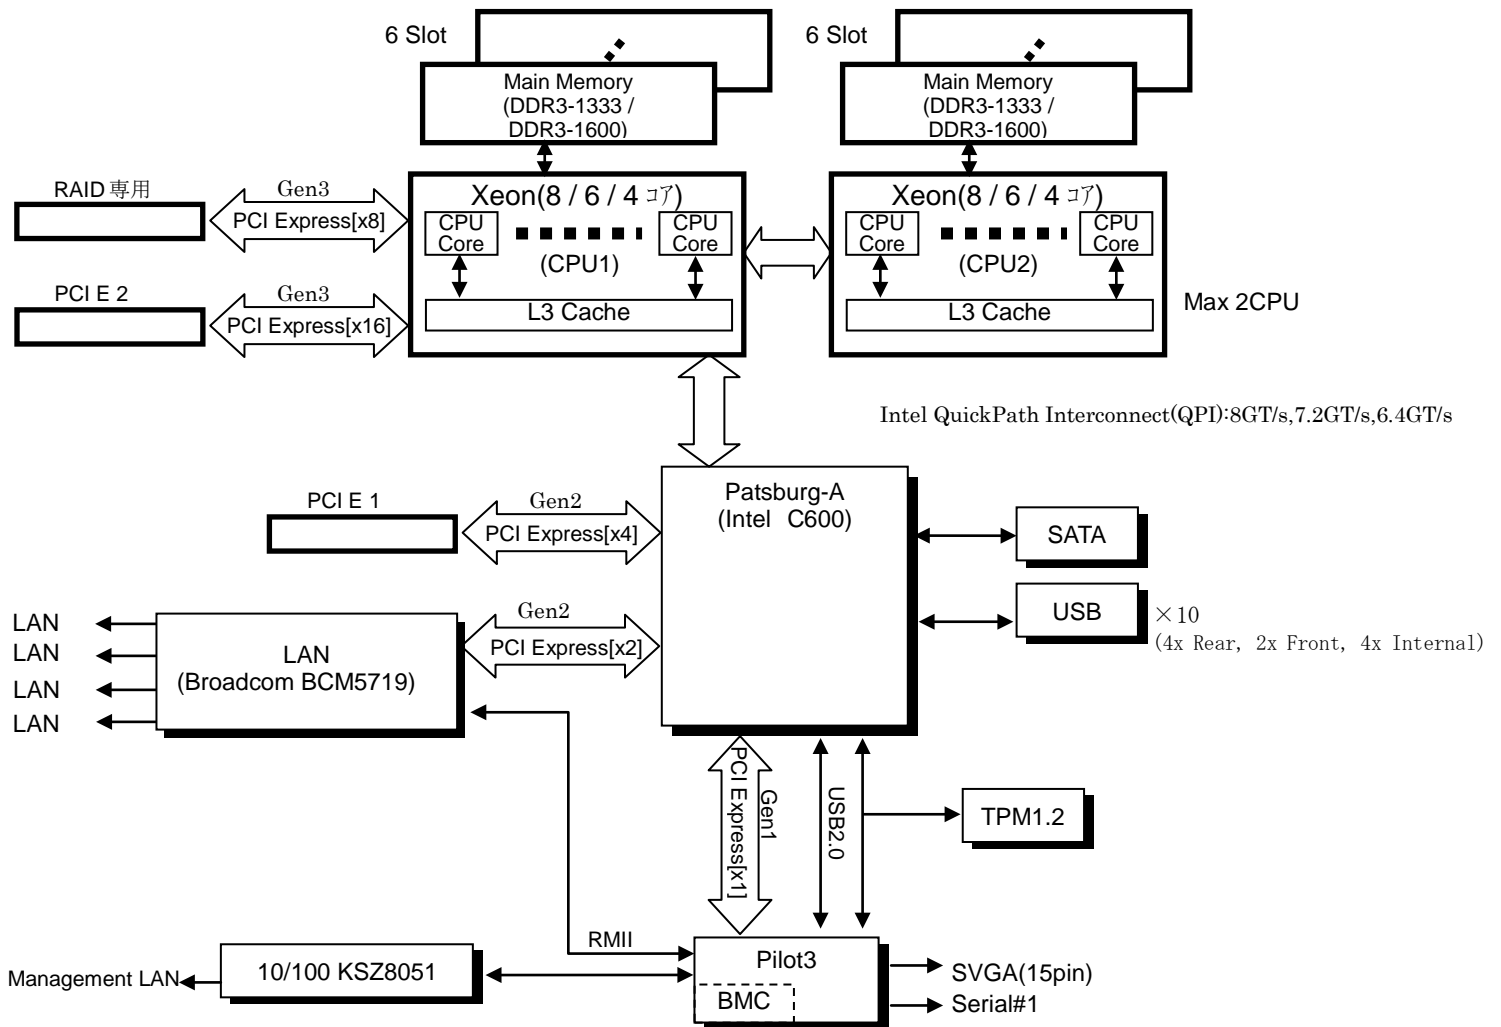 6 Slot
6 Slot
Main Memory
(DDR3-1333 /
DDR3-1600)
Main Memory
(DDR3-1333 /
DDR3-1600)
RAID 専用
Gen3
PCI Express[x8]
Xeon(8 / 6 / 4 コア)
CPU
Core
CPU
Core
(CPU1)
L3 Cache
Xeon(8 / 6 / 4 コア)
CPU
Core
CPU
Core
(CPU2)
L3 Cache
PCI E 2
Gen3
PCI Express[x16]
Max 2CPU
Intel QuickPath Interconnect(QPI):8GT/s,7.2GT/s,6.4GT/s
Patsburg-A
(Intel C600)
PCI E 1
Gen2
PCI Express[x4]
SATA
USB
×10
(4x Rear, 2x Front, 4x Internal)
LAN
LAN
LAN
LAN
LAN
(Broadcom BCM5719)
Gen2
PCI Express[x2]
Gen1
PCI Express[x1]
USB2.0
TPM1.2
RMII
Management LAN
10/100 KSZ8051
Pilot3
BMC
SVGA(15pin)
Serial#1